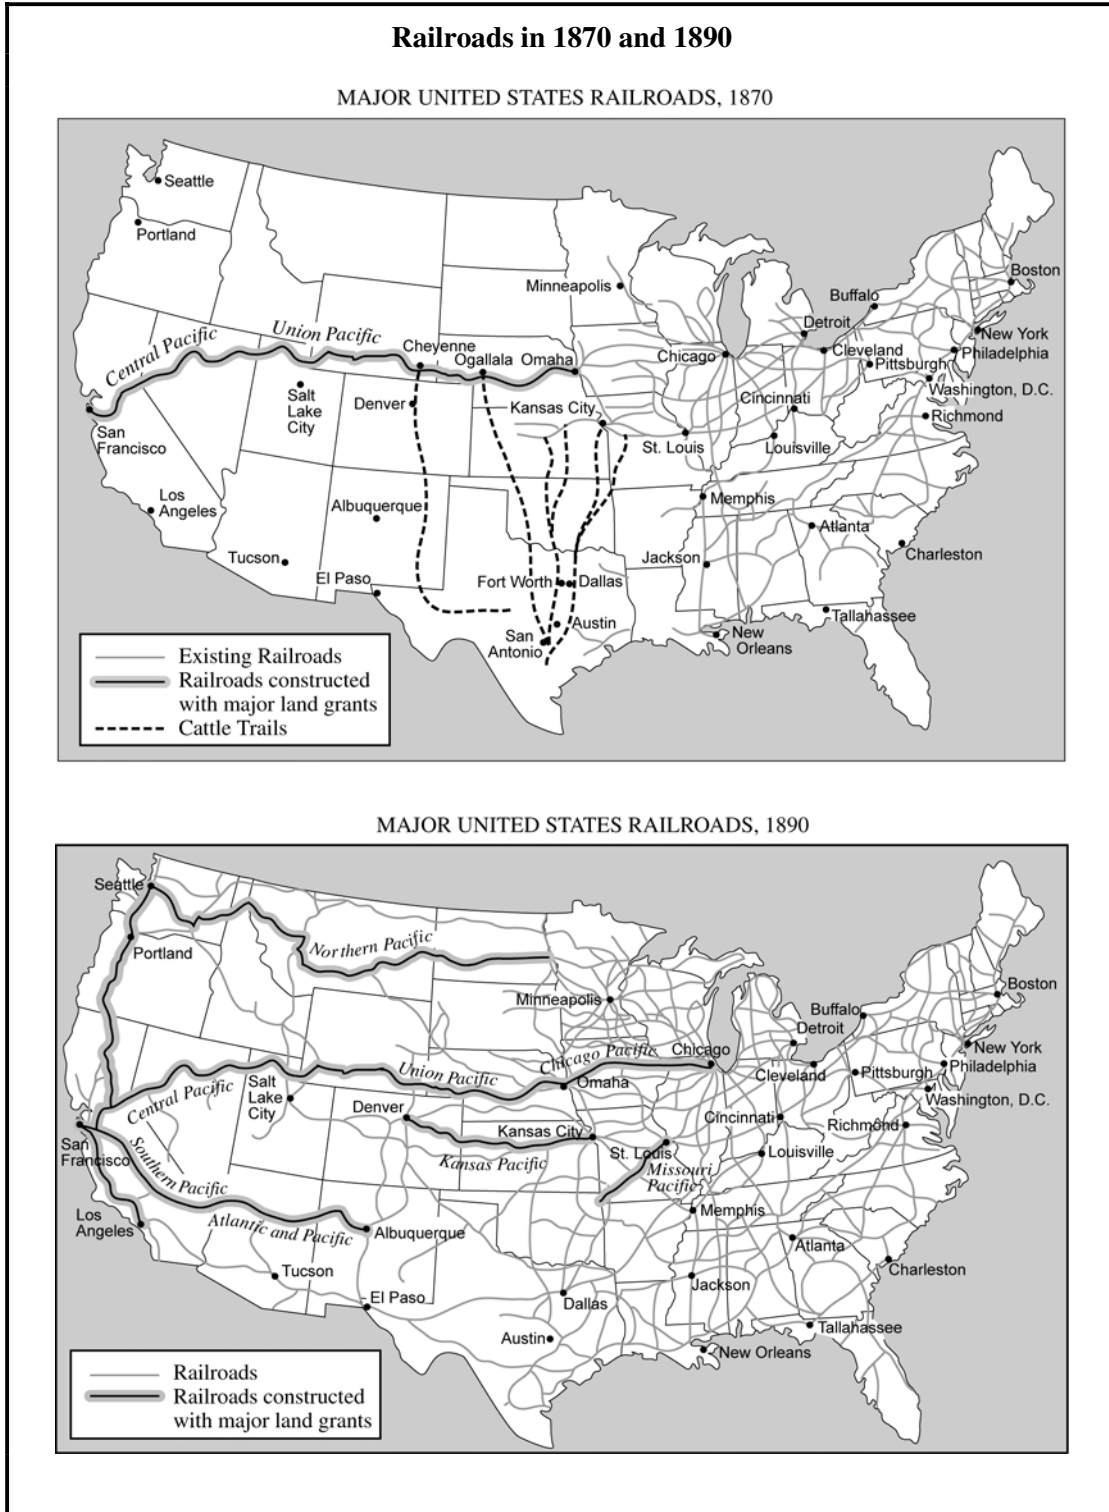 Railroads in 1870 and 1890
MAJOR UNITED STATES RAILROADS, 1870
Seattle
Portland
Minneapolis
Boston
Buffalo
Detroit
New York
Central Pacific
Union Pacific
Cheyenne
Ogallala
Omaha
Chicago
Cleveland
Philadelphia
Pittsburgh
Washington, D.C.
Salt
Lake
City
Denver
Kansas City
Cincinnati
Richmond
San
Francisco
St. Louis
Louisville
Los
Angeles
Albuquerque
Memphis
Atlanta
Tucson
El Paso
Fort Worth
Dallas
Jackson
Charleston
Austin
San
Antonio
New
Orleans
Tallahassee
Existing Railroads
Railroads constructed
with major land grants
Cattle Trails
MAJOR UNITED STATES RAILROADS, 1890
Seattle
Portland
Northern Pacific
Minneapolis
Boston
Buffalo
Detroit
New York
Chicago Pacific
Chicago
Cleveland
Pittsburgh
Philadelphia
Washington, D.C.
Central Pacific
Salt
Lake
City
Union Pacific
Omaha
Denver
Kansas City
Cincinnati
Richmond
San
Francisco
Kansas Pacific
St. Louis
Missouri
Pacific
Louisville
Southern Pacific
Los
Angeles
Atlantic and Pacific
Albuquerque
Memphis
Atlanta
Tucson
El Paso
Dallas
Jackson
Charleston
Austin
New Orleans
Tallahassee
Railroads
Railroads constructed
with major land grants